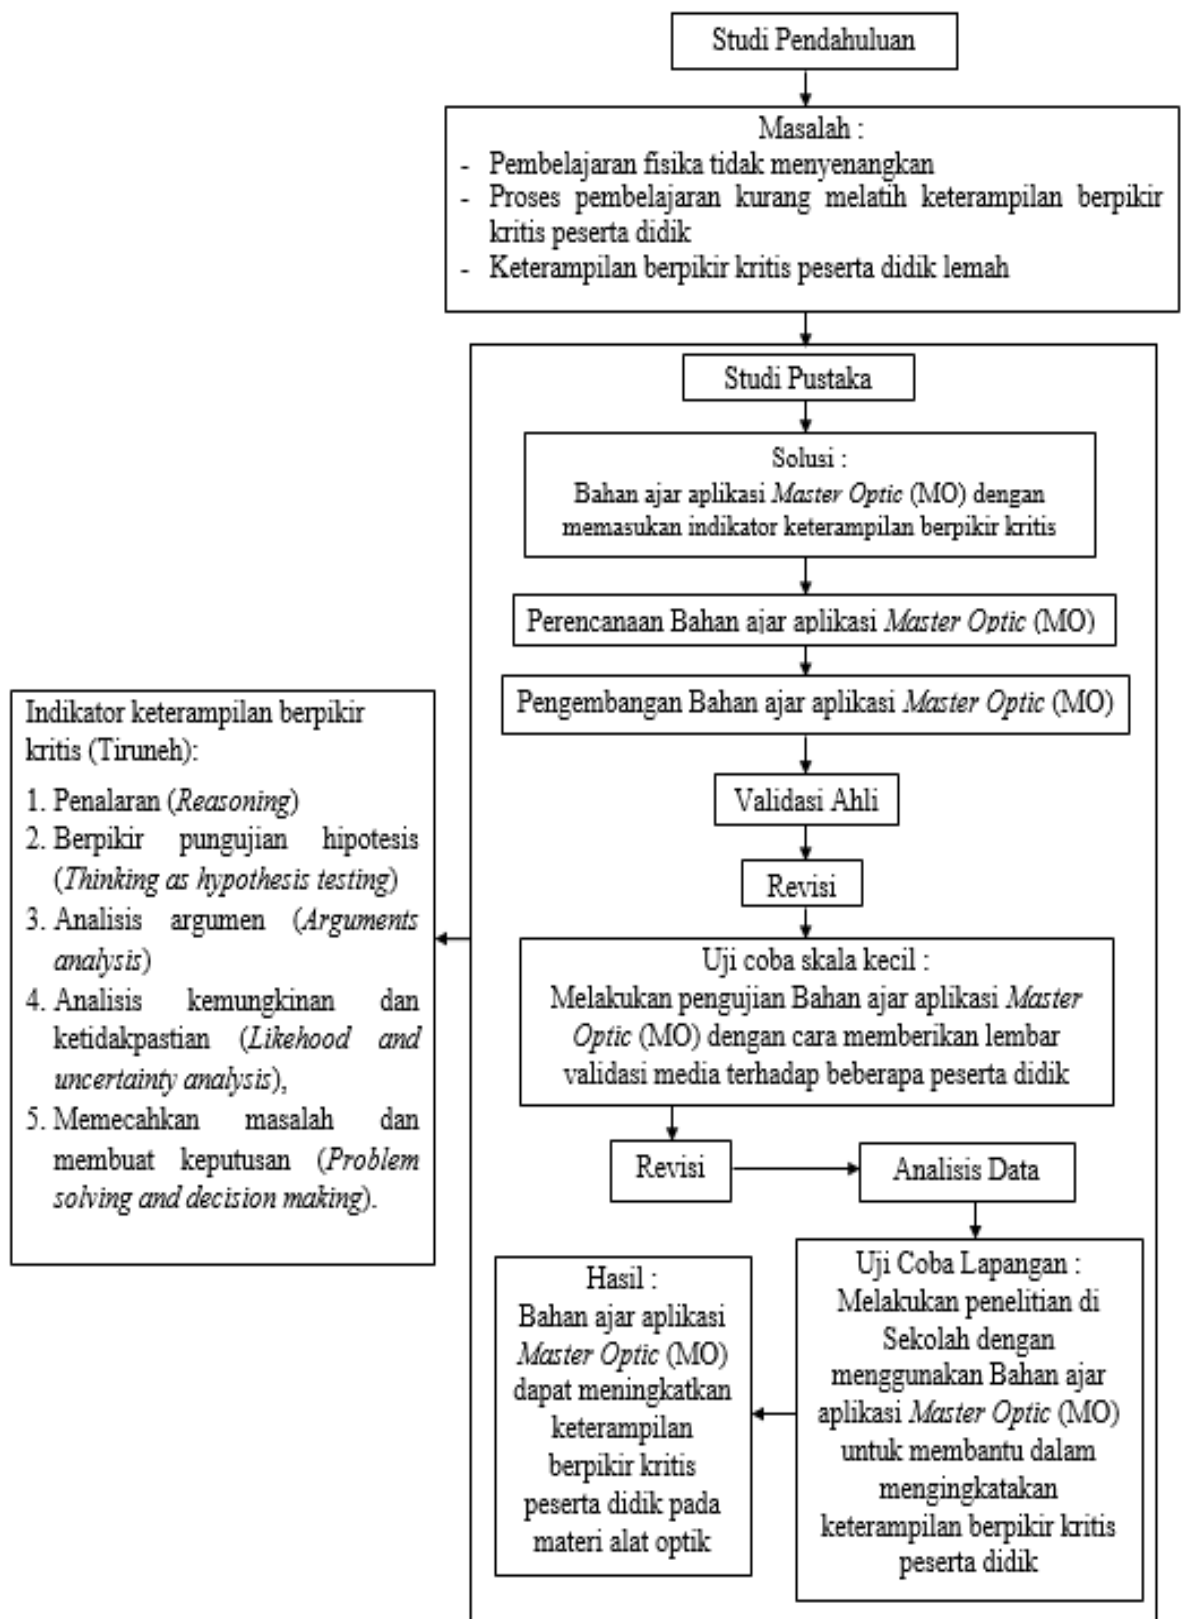 Studi Pendahuluan
Masalah :
- Pembelajaran fisika tidak menyenangkan
- Proses pembelajaran kurang melatih keterampilan berpikir
kritis peserta didik
- Keterampilan berpikir kritis peserta didik lemah
Studi Pustaka
Solusi :
Bahan ajar aplikasi Master Optic (MO) dengan
memasukan indikator keterampilan berpikir kritis
Perencanaan Bahan ajar aplikasi Master Optic (MO)
Pengembangan Bahan ajar aplikasi Master Optic (MO)
Validasi Ahli
Revisi
Uji coba skala kecil :
Melakukan pengujian Bahan ajar aplikasi Master
Optic (MO) dengan cara memberikan lembar
validasi media terhadap beberapa peserta didik
Revisi
Analisis Data
Uji Coba Lapangan :
Melakukan penelitian di
Sekolah dengan
menggunakan Bahan ajar
aplikasi Master Optic (MO)
untuk membantu dalam
mengingkatakan
keterampilan berpikir kritis
peserta didik
Hasil :
Bahan ajar aplikasi
Master Optic (MO)
dapat meningkatkan
keterampilan
berpikir kritis
peserta didik pada
materi alat optik
Indikator keterampilan berpikir
kritis (Tiruneh):
1. Penalaran (Reasoning)
2. Berpikir pungujian hipotesis
(Thinking as hypothesis testing)
3. Analisis argumen (Arguments
analysis)
4. Analisis kemungkinan dan
ketidakpastian (Likehood and
uncertainty analysis),
5. Memecahkan masalah dan
membuat keputusan (Problem
solving and decision making).